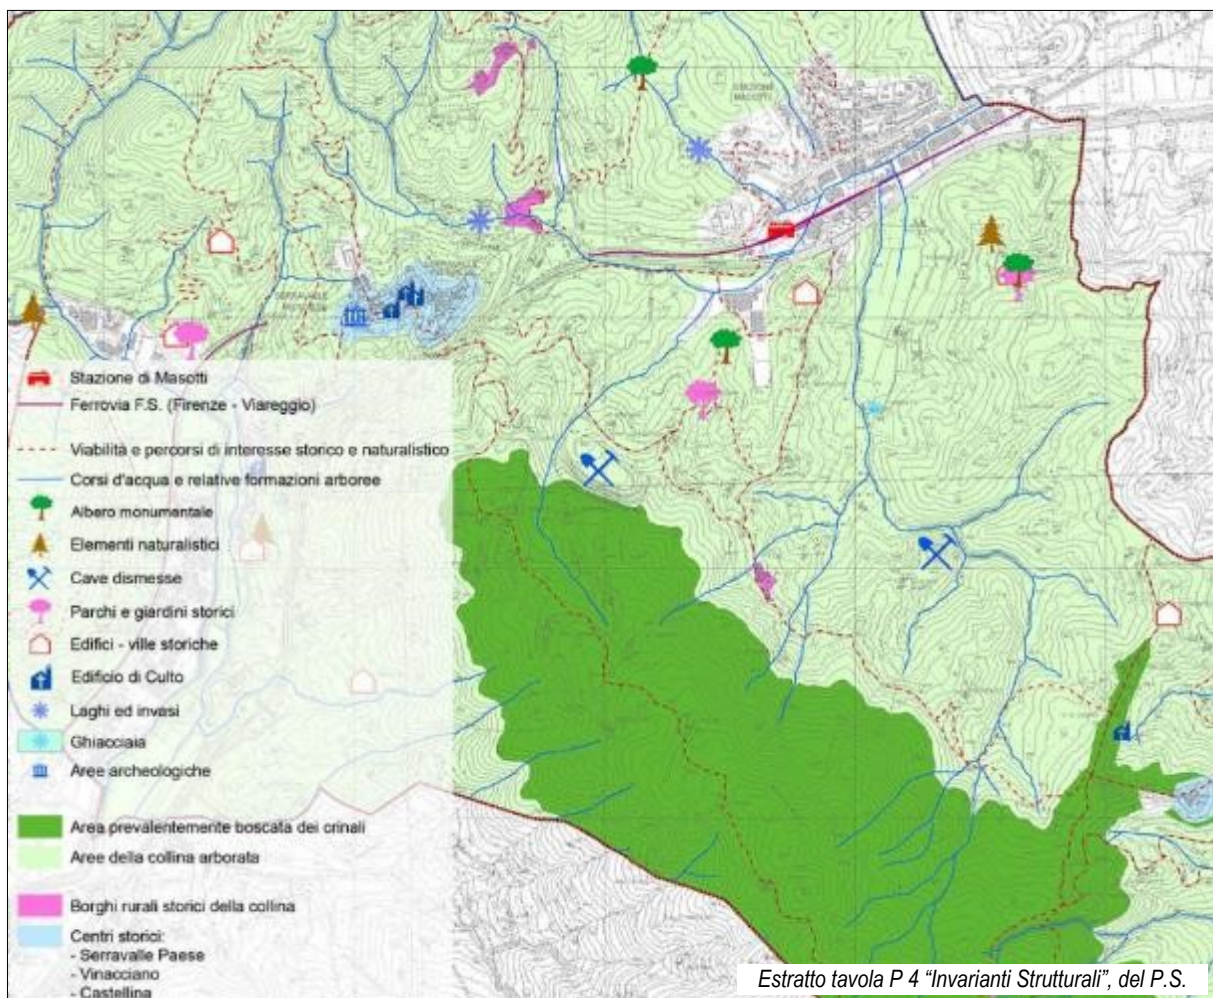 STAZIONE
MASOTTI
SERRAVALLE
Stazione di Masotti
Ferrovia F.S. (Firenze - Viareggio)
Viabilità e percorsi di interesse storico e naturalistico
Corsi d'acqua e relative formazioni arboree
Albero monumentale
Elementi naturalistici
Cave dismesse
Parchi e giardini storici
Edifici - ville storiche
Edificio di Culto
Laghi ed invasi
Ghiacciaia
Aree archeologiche
Area prevalentemente boscata dei crinali
Aree della collina arborata
Borghi rurali storici della collina
Centri storici:
- Serravalle Paese
- Vinacciano
- Castellina
Estratto tavola P 4 “Invarianti Strutturali”, del P.S.